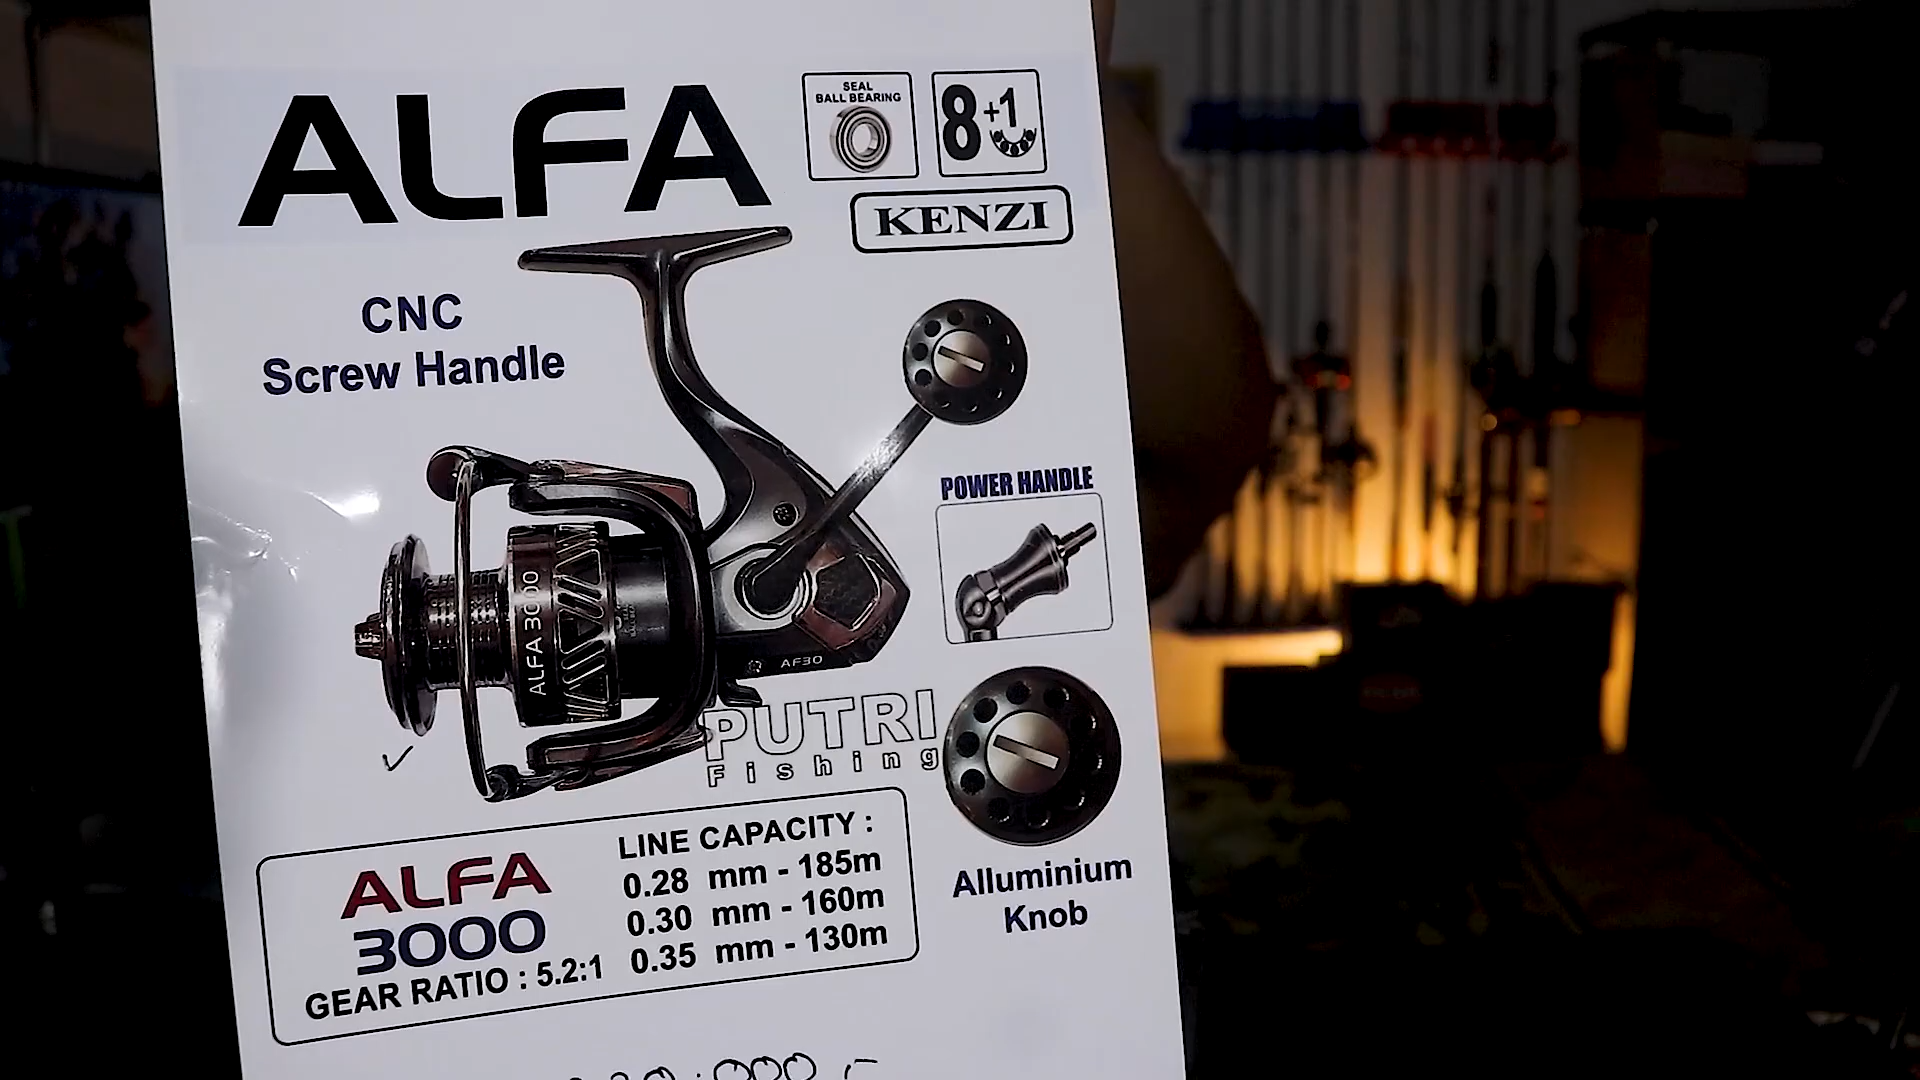 ALFA
SEAL
BALL BEARING
8+1
KENZI
CNC
Screw Handle
POWER HANDLE
ALFA 3000
AF30
PUTRI
Fishing
Alluminium
Knob
ALFA
3000
GEAR RATIO : 5.2:1
LINE CAPACITY :
0.28 mm - 185m
0.30 mm - 160m
0.35 mm - 130m